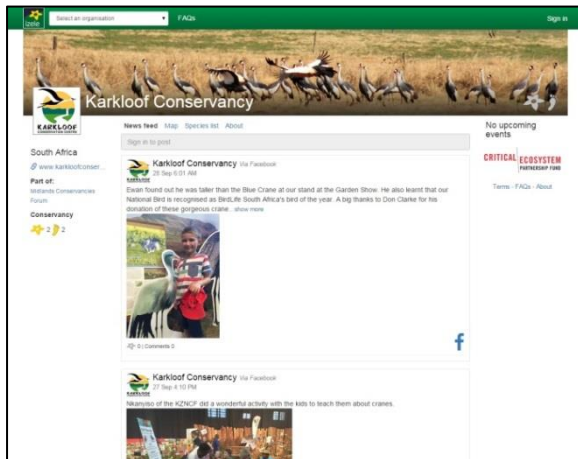 izele
Select an organisation
FAQs
Sign in
Karkloof Conservancy
KARKLOOF
CONSERVATION CENTRE
South Africa
www.karkloofconser...
Part of:
Midlands Conservancies
Forum
Conservancy
2 2
News feed Map Species list About
Sign in to post
Karkloof Conservancy Via Facebook
28 Sep 6:01 AM
Ewan found out he was taller than the Blue Crane at our stand at the Garden Show. He also learnt that our
National Bird is recognised as BirdLife South Africa's bird of the year. A big thanks to Don Clarke for his
donation of these gorgeous crane... show more
0 | Comments 3
Karkloof Conservancy Via Facebook
27 Sep 4:10 PM
Nkanyiso of the KZNCF did a wonderful activity with the kids to teach them about cranes.
No upcoming
events
CRITICAL ECOSYSTEM
PARTNERSHIP FUND
Terms - FAQs - About